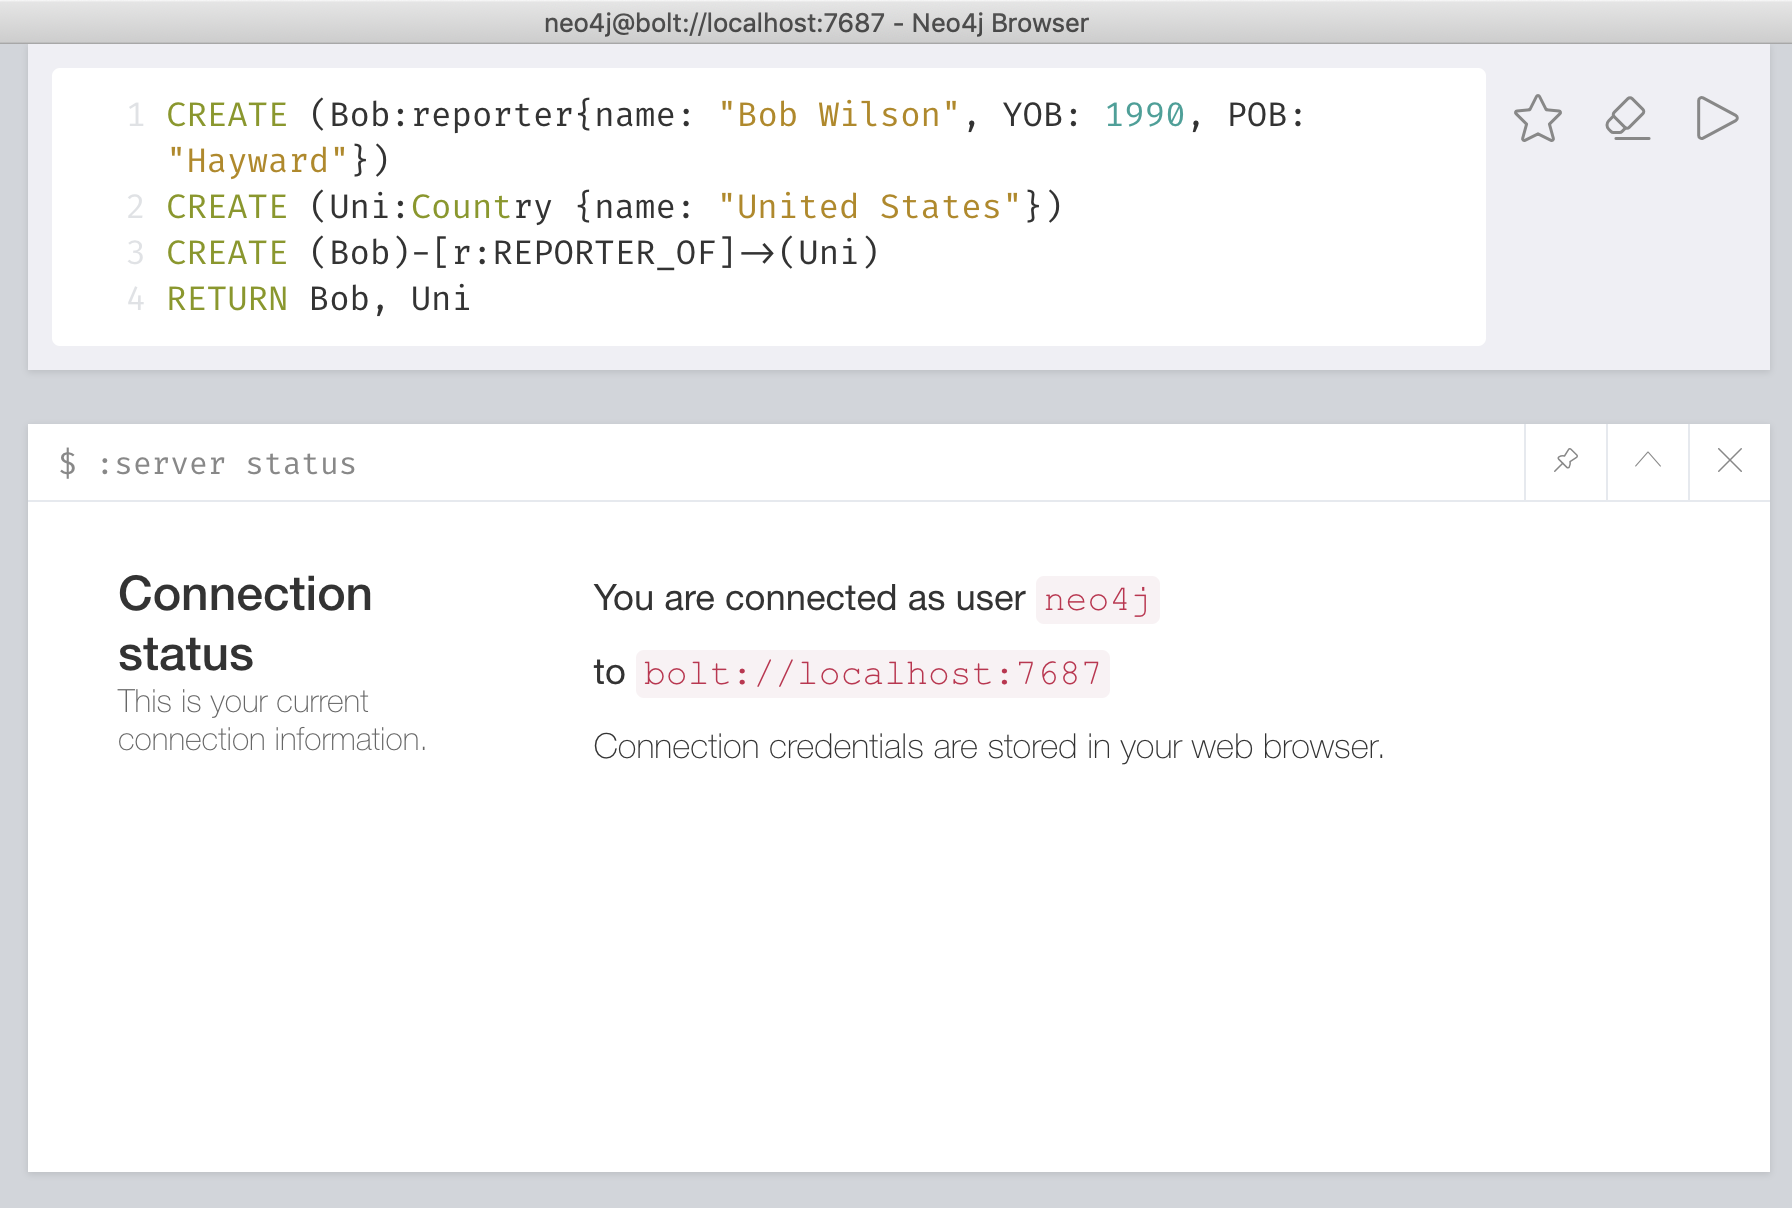 neo4j@bolt://localhost:7687 - Neo4j Browser
1 CREATE (Bob:reporter{name: "Bob Wilson", YOB: 1990, POB:
"Hayward"})
2 CREATE (Uni:Country {name: "United States"})
3 CREATE (Bob)-[r:REPORTER_OF]->(Uni)
4 RETURN Bob, Uni
$ :server status
Connection
status
This is your current
connection information.
You are connected as user neo4j
to bolt://localhost:7687
Connection credentials are stored in your web browser.